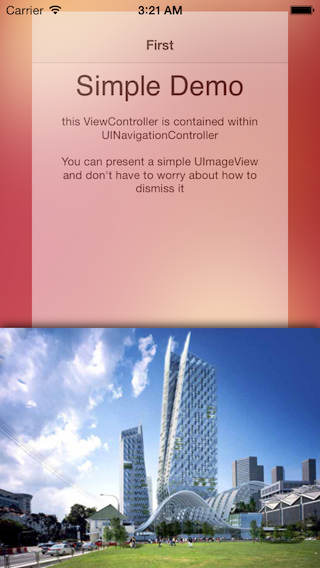 Carrier 3:21 AM
First
Simple Demo
this ViewController is contained within
UINavigationController
You can present a simple UIImageView
and don't have to worry about how to
dismiss it